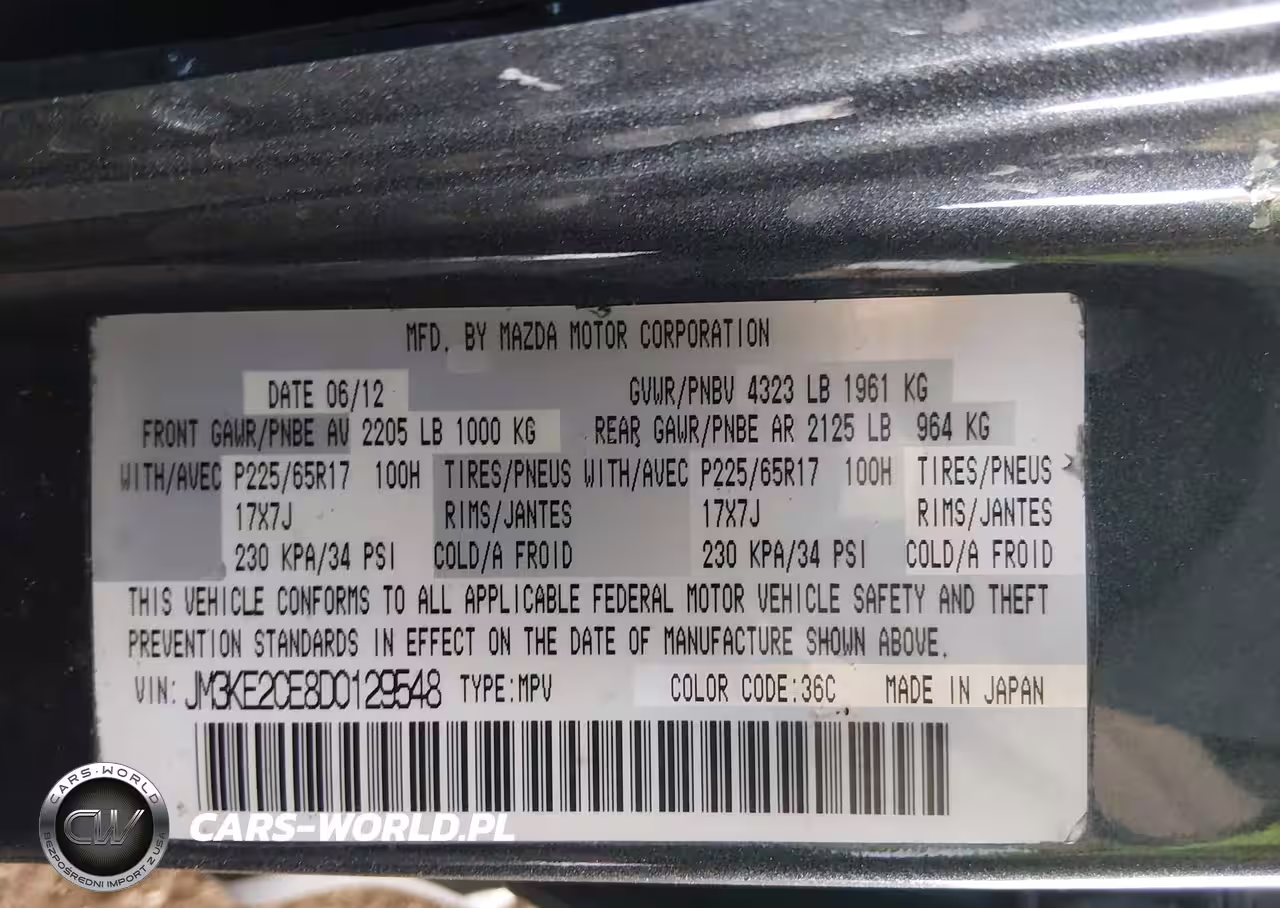 MFD. BY MAZDA MOTOR CORPORATION
DATE 06/12 GVWR/PNBV 4323 LB 1961 KG
FRONT GAWR/PNBE AV 2205 LB 1000 KG REAR GAWR/PNBE AR 2125 LB 964 KG
WITH/AVEC P225/65R17 100H TIRES/PNEUS WITH/AVEC P225/65R17 100H TIRES/PNEUS
17X7J RIMS/JANTES 17X7J RIMS/JANTES
230 KPA/34 PSI COLD/A FROID 230 KPA/34 PSI COLD/A FROID
THIS VEHICLE CONFORMS TO ALL APPLICABLE FEDERAL MOTOR VEHICLE SAFETY AND THEFT
PREVENTION STANDARDS IN EFFECT ON THE DATE OF MANUFACTURE SHOWN ABOVE.
VIN: JM3KE2CE8D0129548 TYPE:MPV COLOR CODE:36C MADE IN JAPAN
CARS-WORLD
CW
BEZPOŚREDNI IMPORT Z USA
CARS-WORLD.PL